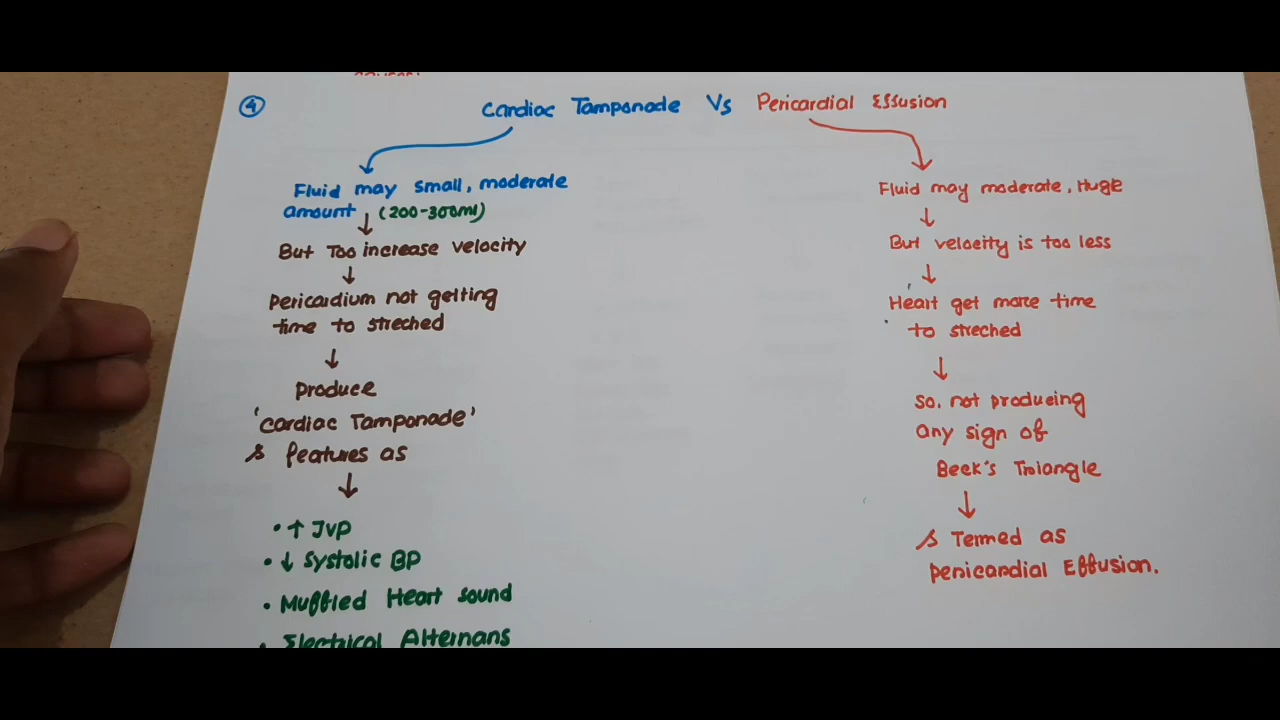 ④
Cardiac Tamponade Vs Pericardial Effusion
Fluid may small, moderate
amount ↓ (200-300ml)
But Too increase velocity
↓
Pericardium not getting
time to streched
↓
Produce
'cardiac Tamponade'
& features as
↓
• ↑ JVP
• ↓ Systolic BP
• Muffled Heart sound
• Electrical Alternans
Fluid may moderate, Huge
↓
But velocity is too less
↓
Heart get more time
to streched
↓
So, not producing
any sign of
Beck's Triangle
↓
& Termed as
Pericardial Effusion.